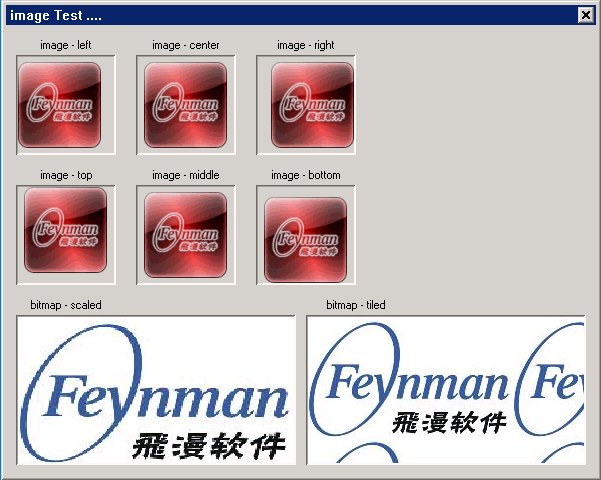 image Test ....
image - left
image - center
image - right
Feynman
飛漫软件
Feynman
飛漫软件
Feynman
飛漫软件
image - top
image - middle
image - bottom
Feynman
飛漫软件
Feynman
飛漫软件
Feynman
飛漫软件
bitmap - scaled
bitmap - tiled
Feynman
飛漫软件
Feynman
飛漫软件
Fey